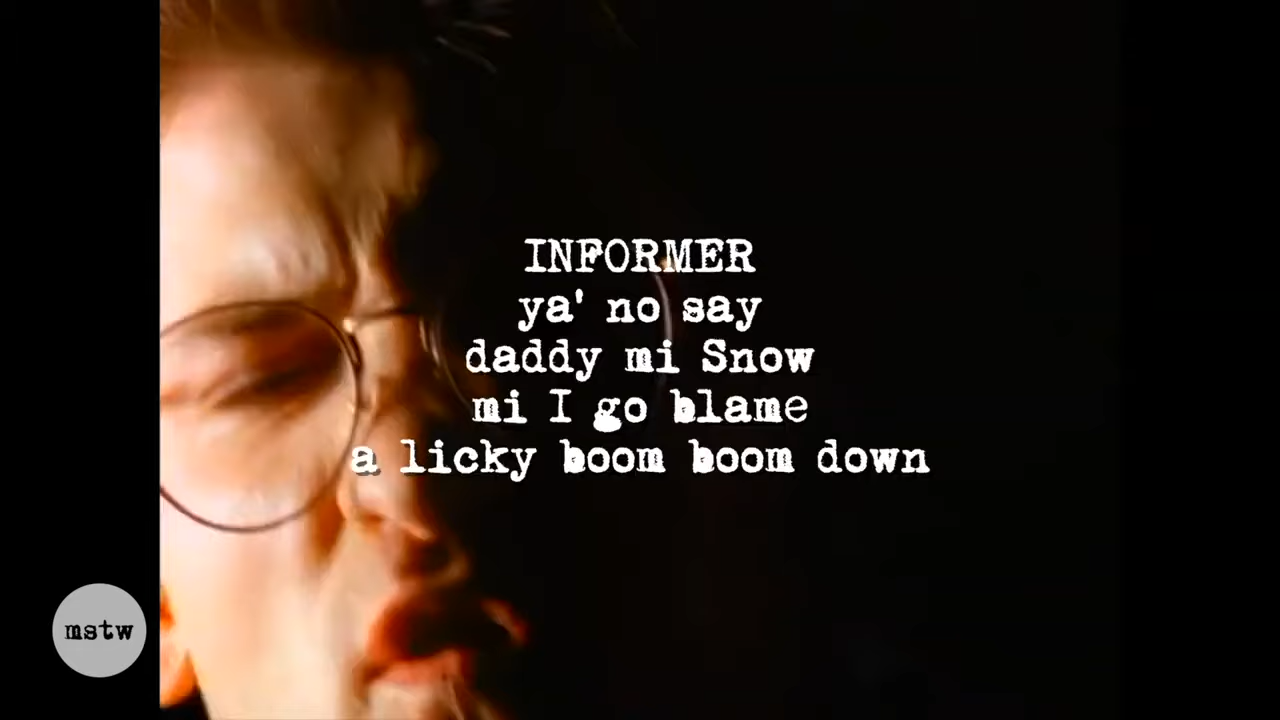 INFORMER
ya' no say
daddy mi Snow
mi I go blame
a licky boom boom down
mstw